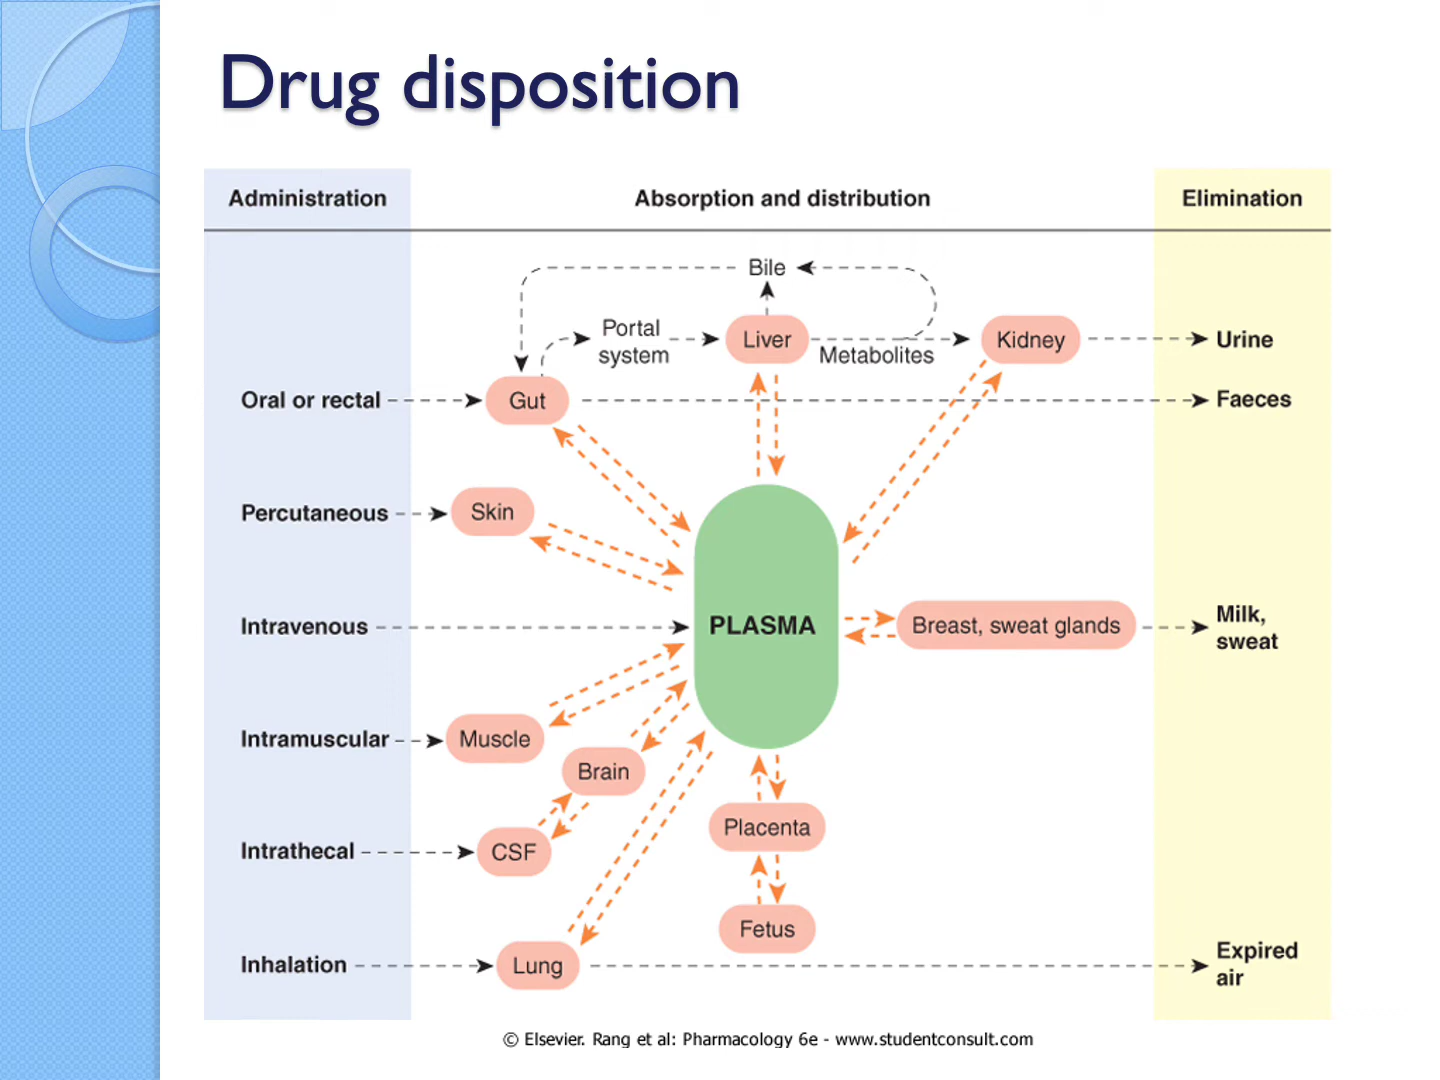 Drug disposition
Administration
Absorption and distribution
Elimination
Bile
Portal
system
Liver
Metabolites
Kidney
Urine
Oral or rectal
Gut
Faeces
Percutaneous
Skin
Intravenous
PLASMA
Breast, sweat glands
Milk,
sweat
Intramuscular
Muscle
Brain
Placenta
Intrathecal
CSF
Fetus
Inhalation
Lung
Expired
air
© Elsevier. Rang et al: Pharmacology 6e - www.studentconsult.com